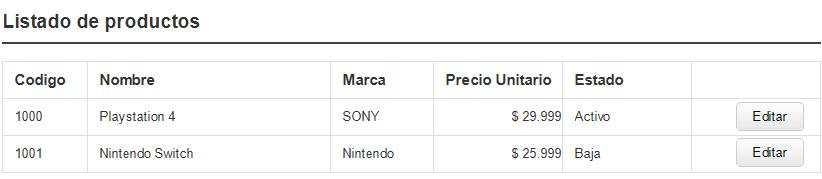 Listado de productos
Codigo Nombre Marca Precio Unitario Estado
1000 Playstation 4 SONY $ 29.999 Activo Editar
1001 Nintendo Switch Nintendo $ 25.999 Baja Editar